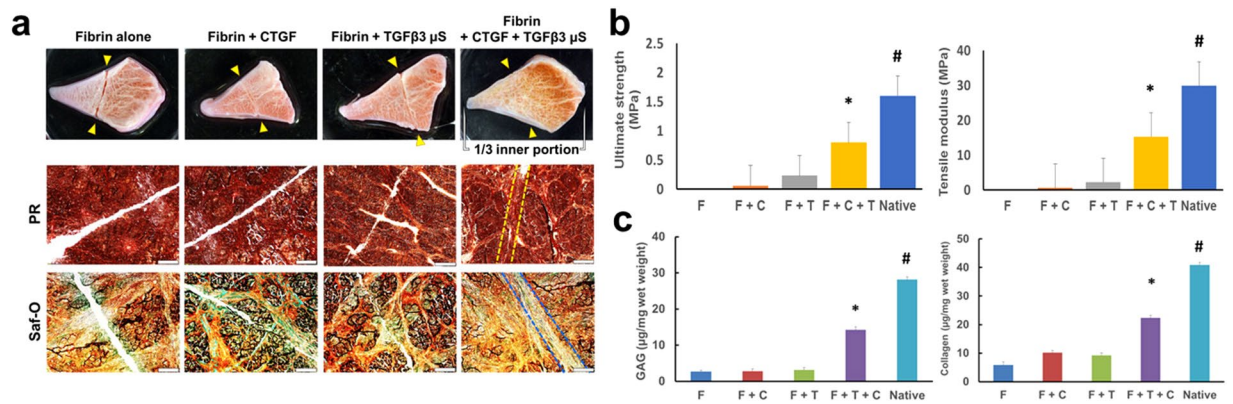 a
Fibrin alone
Fibrin + CTGF
Fibrin + TGFβ3 µS
Fibrin
+ CTGF + TGFβ3 µS
1/3 inner portion
PR
Saf-O
b
Ultimate strength
(MPa)
2.5
2
1.5
1
0.5
0
*
#
F
F + C
F + T
F + C + T
Native
Tensile modulus (MPa)
40
30
20
10
0
*
#
F
F + C
F + T
F + C + T
Native
c
GAG (µg/mg wet weight)
40
30
20
10
0
*
#
F
F + C
F + T
F + T + C
Native
Collagen (µg/mg wet weight)
50
40
30
20
10
0
*
#
F
F + C
F + T
F + T + C
Native